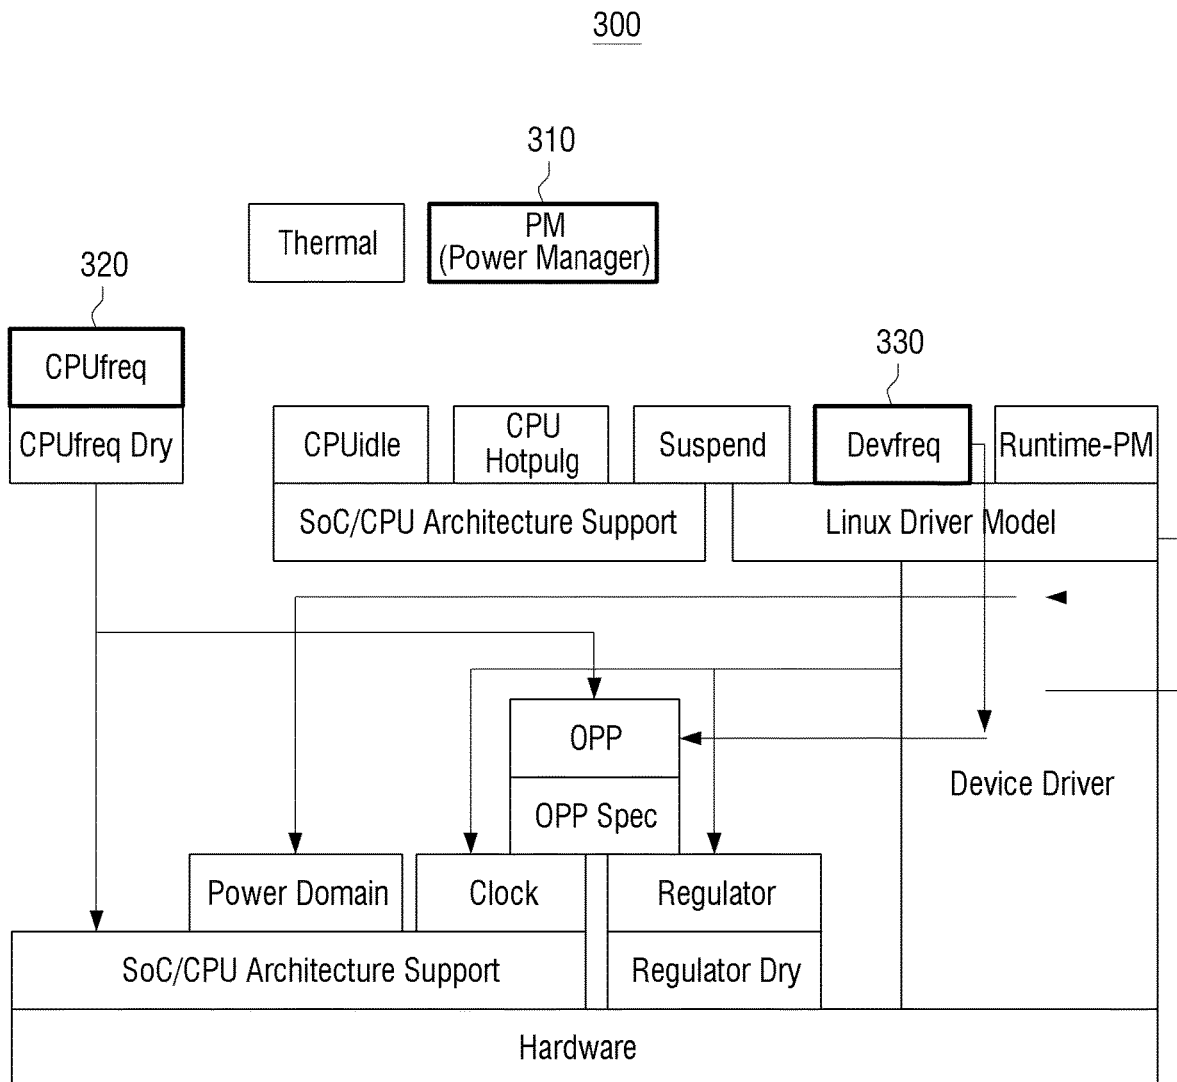 300
310
Thermal
PM
(Power Manager)
320
CPUfreq
330
CPUfreq Dry
CPUidle
CPU
Hotpulg
Suspend
Devfreq
Runtime-PM
SoC/CPU Architecture Support
Linux Driver Model
OPP
Device Driver
OPP Spec
Power Domain
Clock
Regulator
SoC/CPU Architecture Support
Regulator Dry
Hardware